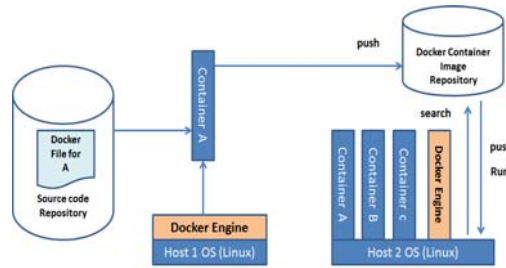 push
Docker Container
Image
Repository
Container A
Docker
File for
A
Source code
Repository
Docker Engine
Host 1 OS (Linux)
search
Container A
Container B
Container c
Docker Engine
Host 2 OS (Linux)
Run